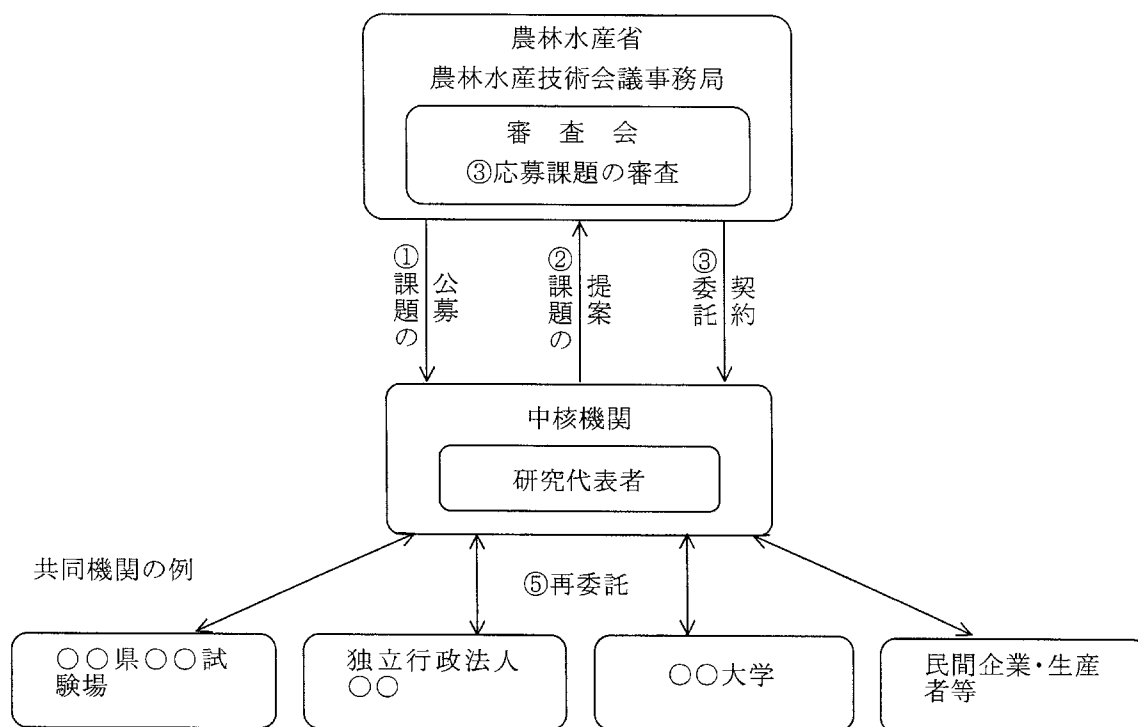 農林水産省
農林水産技術会議事務局
審査会
③応募課題の審査
①課題の
公募
②課題の
提案
③委託
契約
中核機関
研究代表者
共同機関の例
⑤再委託
○○県○○試
験場
独立行政法人
○○
○○大学
民間企業・生産
者等